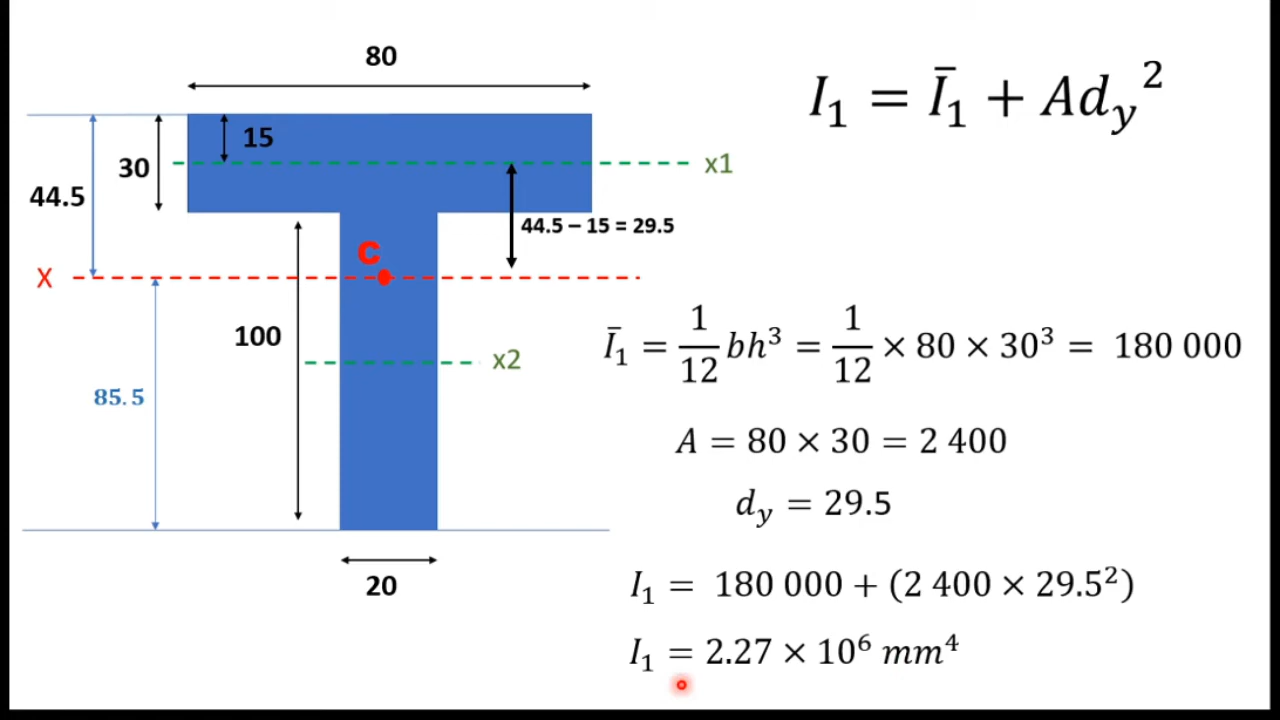 80
I₁ = Ī₁ + Ad_y²
15
30
x1
44.5
44.5 – 15 = 29.5
C
X
100
Ī₁ = 1/12 bh³ = 1/12 × 80 × 30³ = 180 000
x2
85.5
A = 80 × 30 = 2 400
d_y = 29.5
20
I₁ = 180 000 + (2 400 × 29.5²)
I₁ = 2.27 × 10⁶ mm⁴